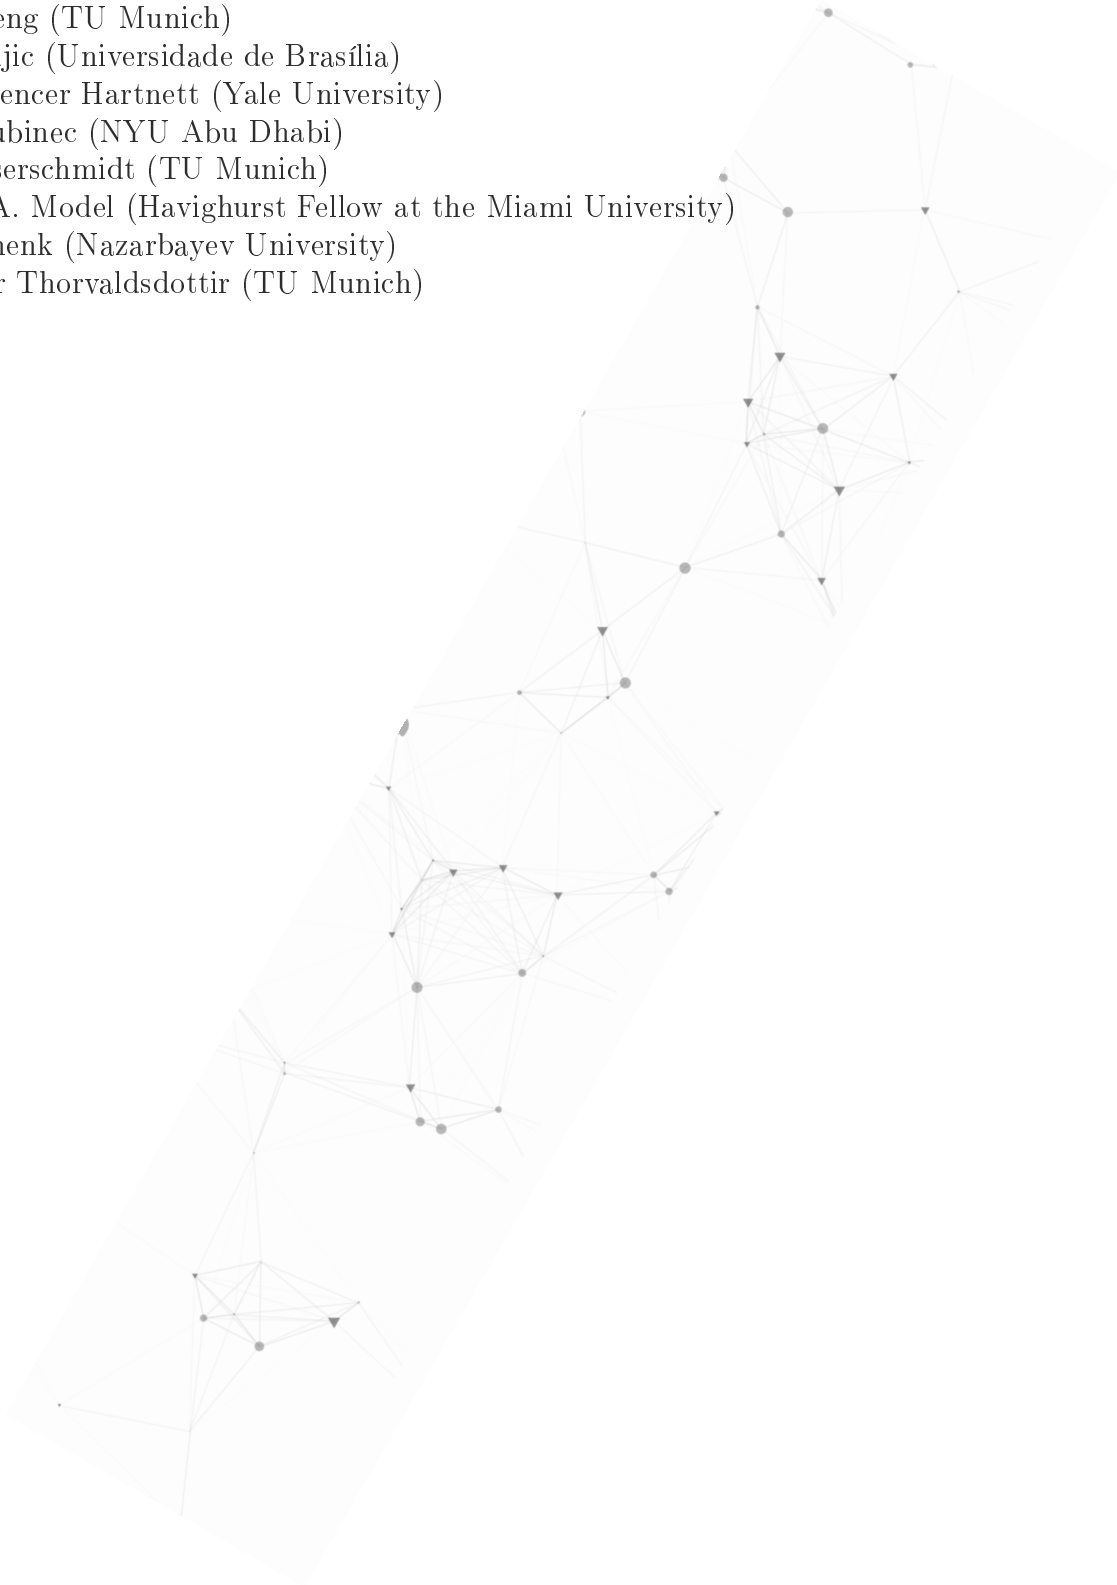 eng (TU Munich)
jic (Universidade de Brasília)
encer Hartnett (Yale University)
ubinec (NYU Abu Dhabi)
serschmidt (TU Munich)
A. Model (Havighurst Fellow at the Miami University)
henk (Nazarbayev University)
r Thorvaldsdottir (TU Munich)